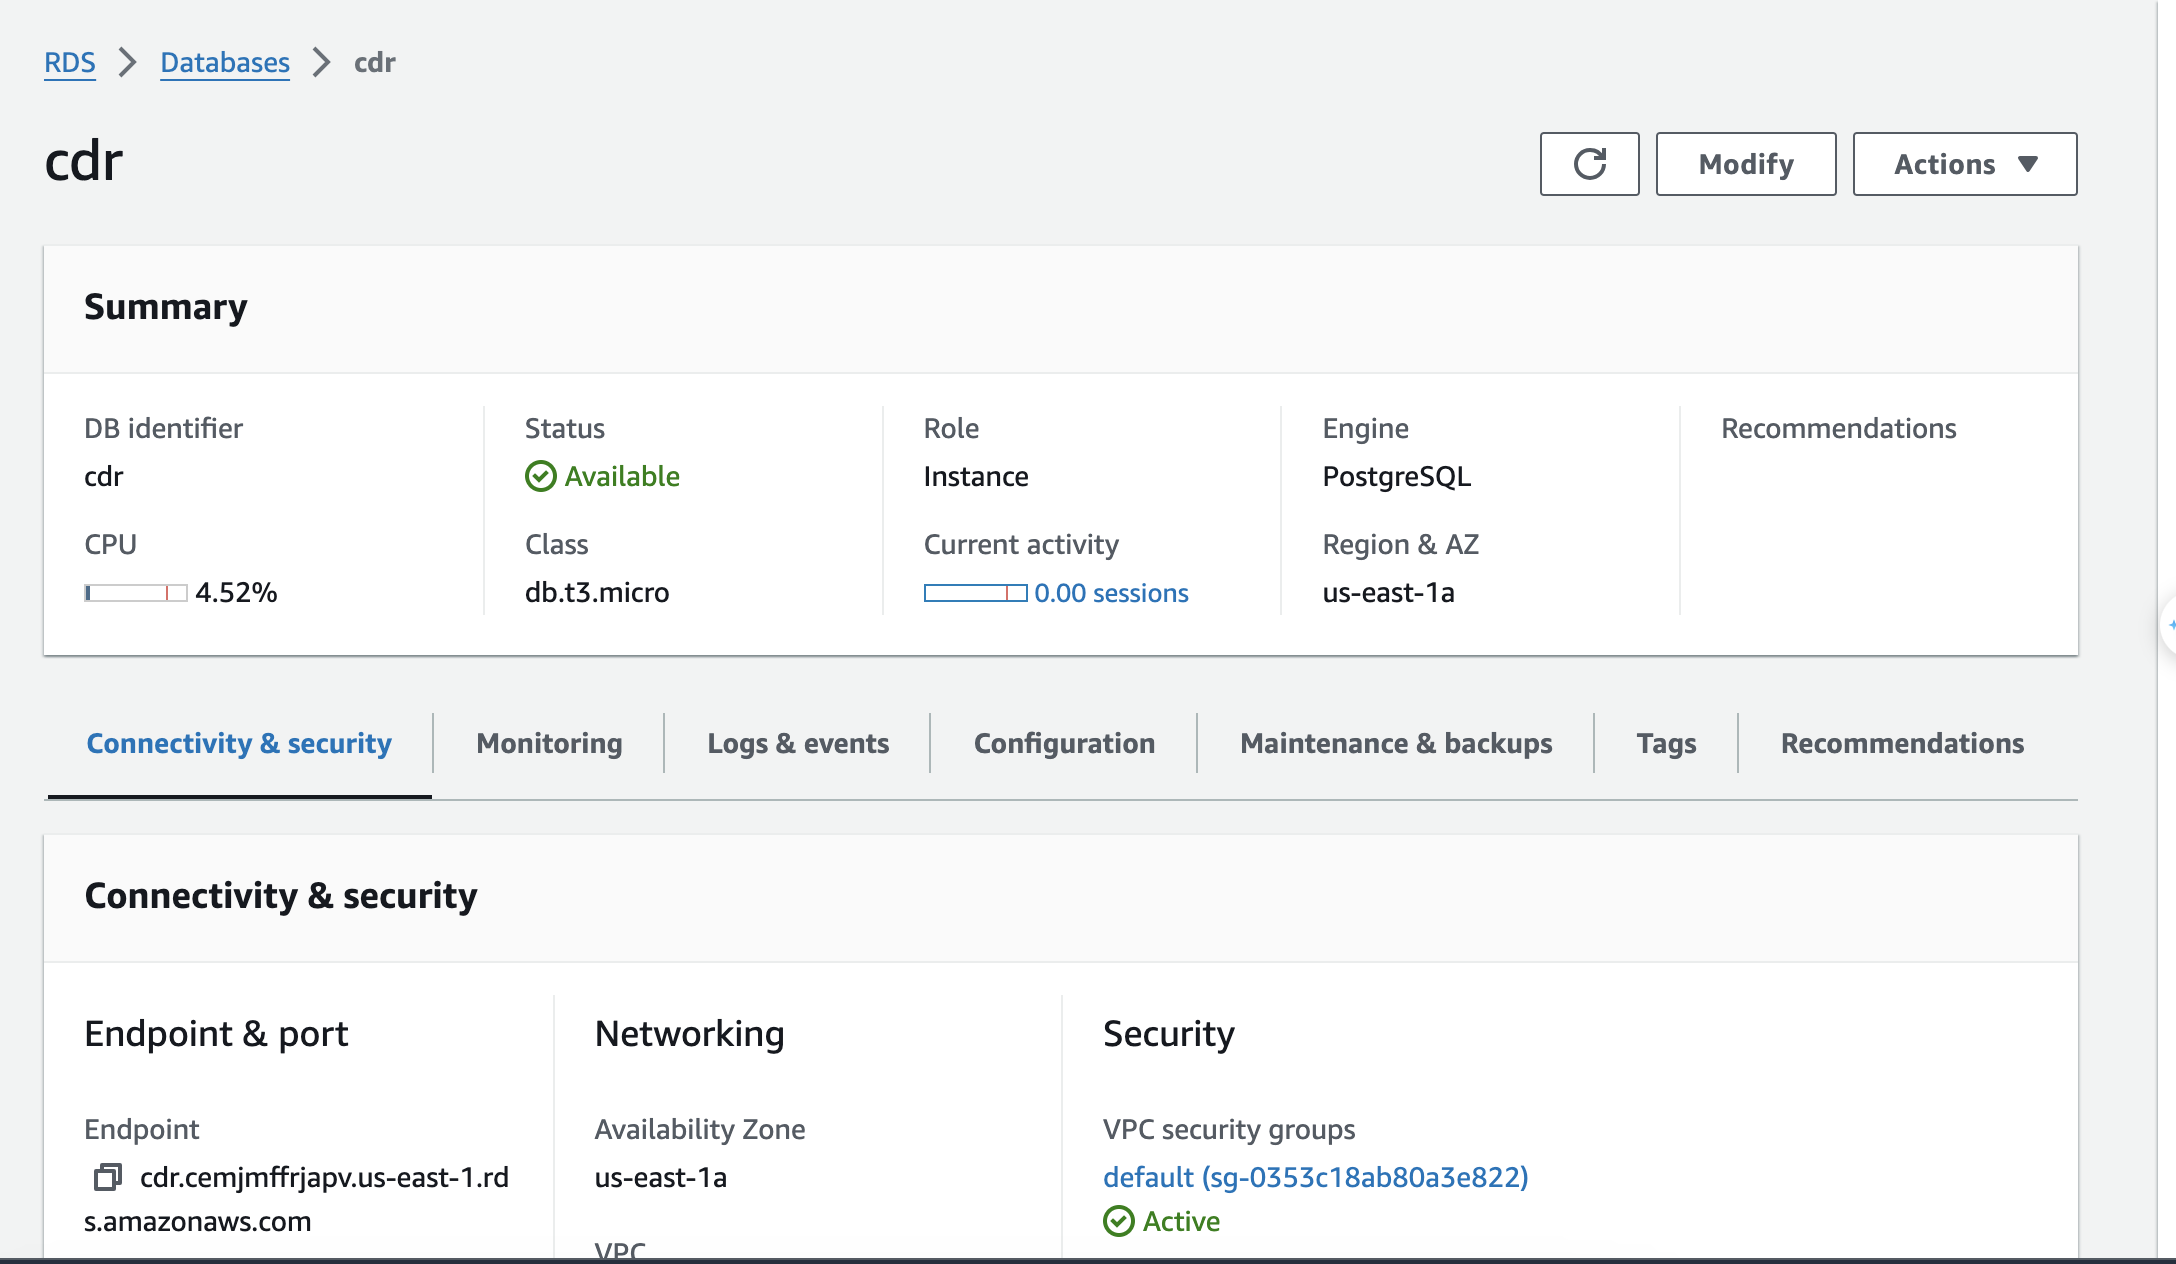 RDS > Databases > cdr
cdr
Modify
Actions
Summary
DB identifier
cdr
CPU
4.52%
Status
Available
Class
db.t3.micro
Role
Instance
Current activity
0.00 sessions
Engine
PostgreSQL
Region & AZ
us-east-1a
Recommendations
Connectivity & security
Monitoring
Logs & events
Configuration
Maintenance & backups
Tags
Recommendations
Connectivity & security
Endpoint & port
Endpoint
cdr.cemjmffrjapv.us-east-1.rd
s.amazonaws.com
Networking
Availability Zone
us-east-1a
VPC
Security
VPC security groups
default (sg-0353c18ab80a3e822)
Active